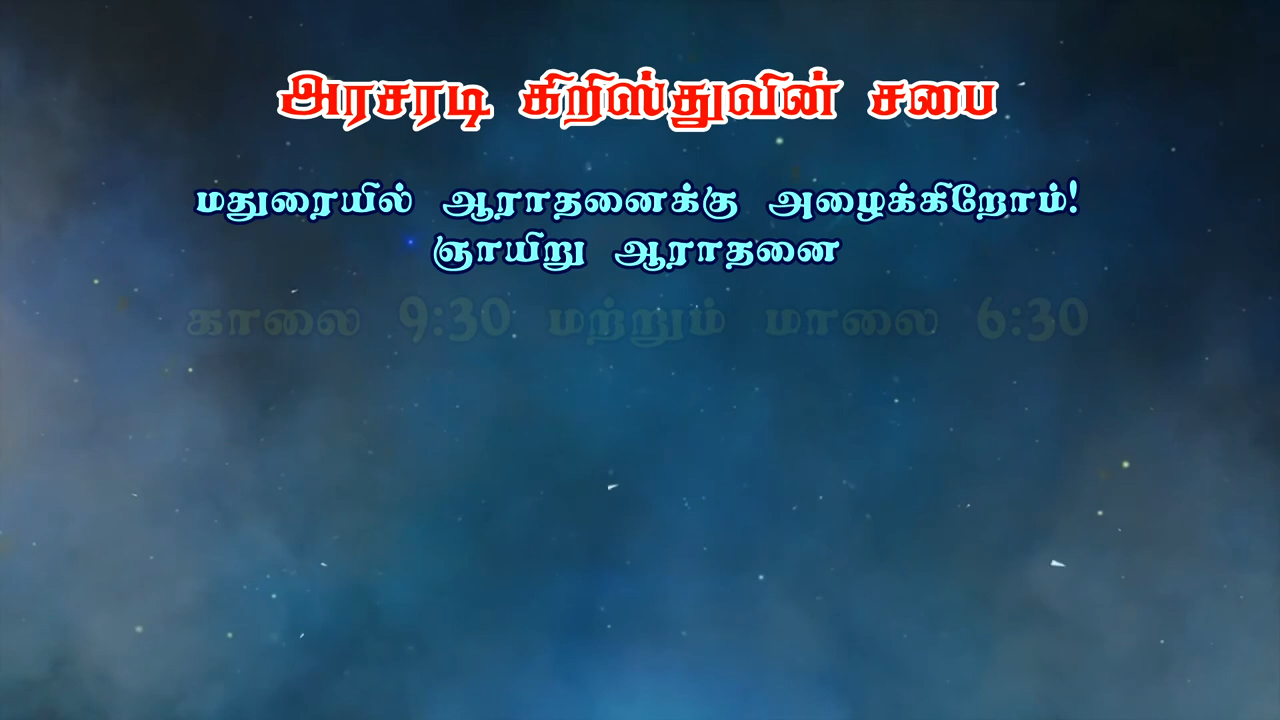 அரசரடி கிறிஸ்துவின் சபை
மதுரையில் ஆராதனைக்கு அழைக்கிறோம்!
ஞாயிறு ஆராதனை
காலை 9:30 மற்றும் மாலை 6:30